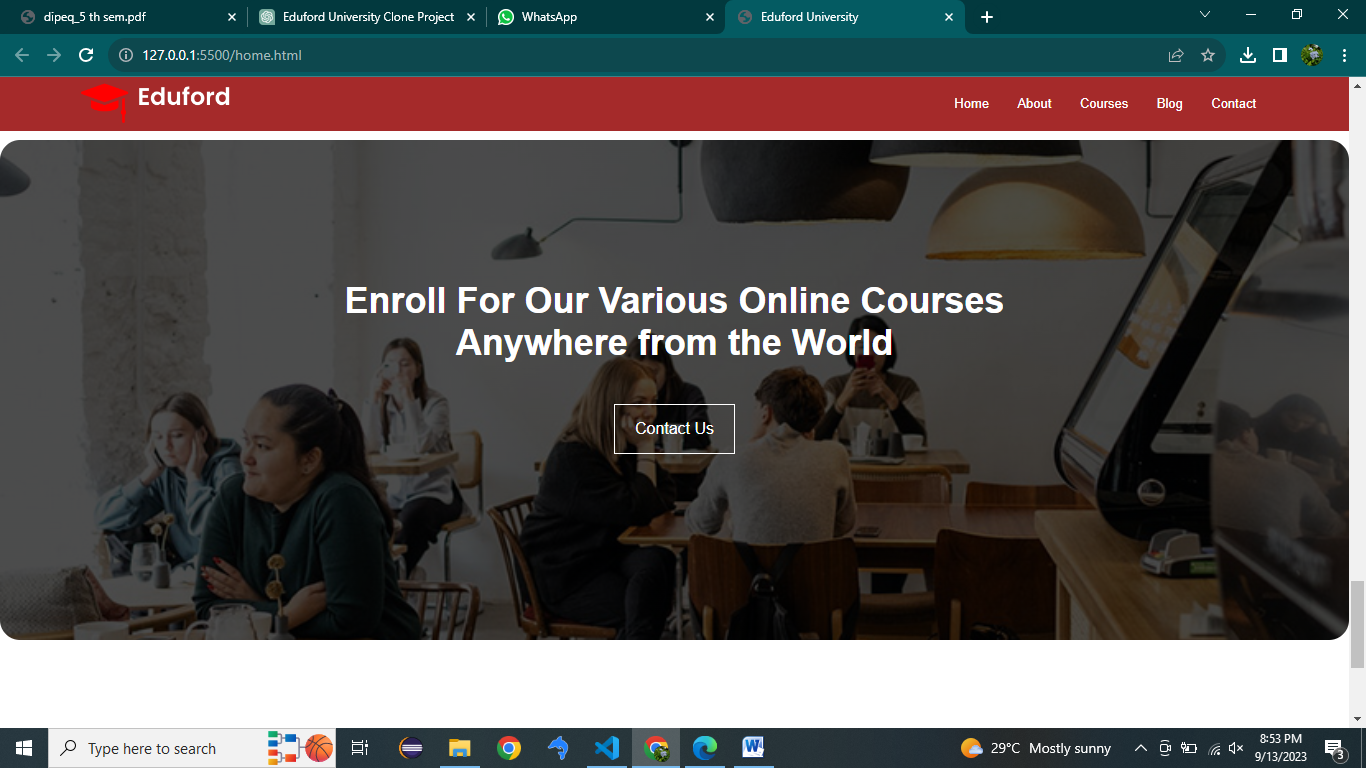 dipeq_5 th sem.pdf
Eduford University Clone Project
WhatsApp
Eduford University
127.0.0.1:5500/home.html
Eduford
Home
About
Courses
Blog
Contact
Enroll For Our Various Online Courses
Anywhere from the World
Contact Us
Type here to search
29°C Mostly sunny
8:53 PM
9/13/2023
3